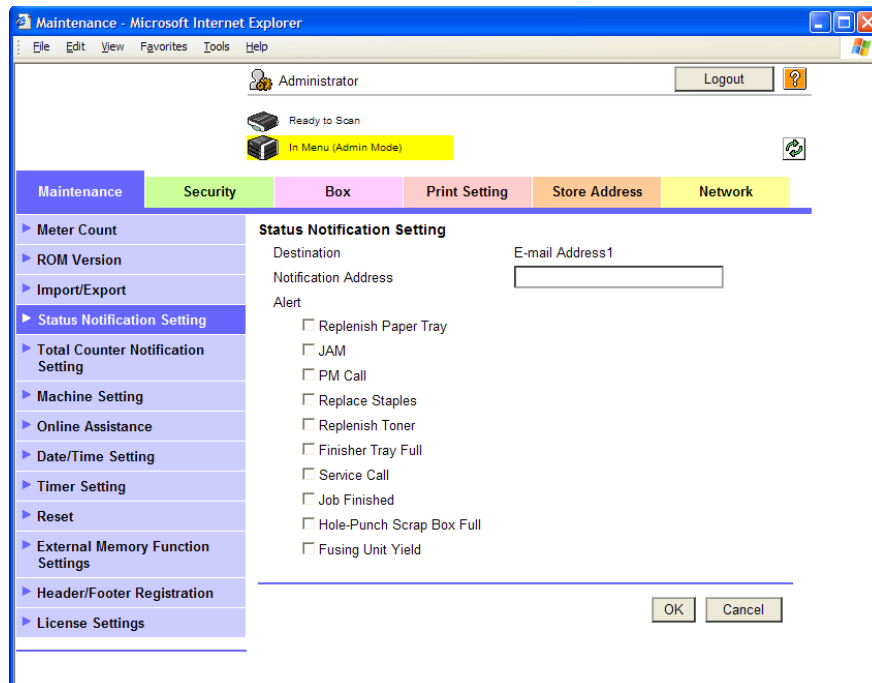 Maintenance - Microsoft Internet Explorer
File Edit View Favorites Tools Help
Administrator
Logout
?
Ready to Scan
In Menu (Admin Mode)
Maintenance Security Box Print Setting Store Address Network
Meter Count
ROM Version
Import/Export
Status Notification Setting
Total Counter Notification
Setting
Machine Setting
Online Assistance
Date/Time Setting
Timer Setting
Reset
External Memory Function
Settings
Header/Footer Registration
License Settings
Status Notification Setting
Destination E-mail Address1
Notification Address
Alert
Replenish Paper Tray
JAM
PM Call
Replace Staples
Replenish Toner
Finisher Tray Full
Service Call
Job Finished
Hole-Punch Scrap Box Full
Fusing Unit Yield
OK Cancel